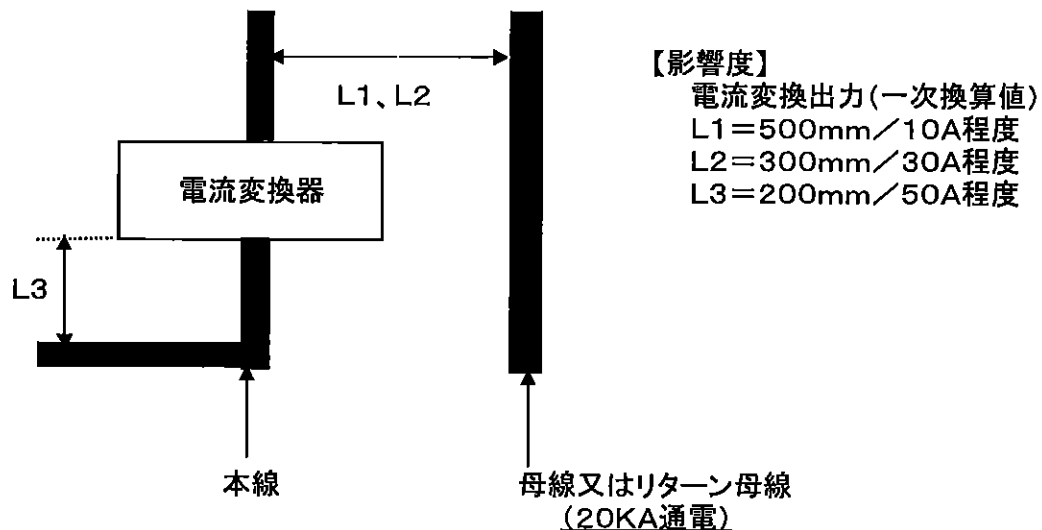 L1、L2
【影響度】
電流変換出力(一次換算値)
L1=500mm/10A程度
L2=300mm/30A程度
L3=200mm/50A程度
電流変換器
L3
本線
母線又はリターン母線
(20KA通電)